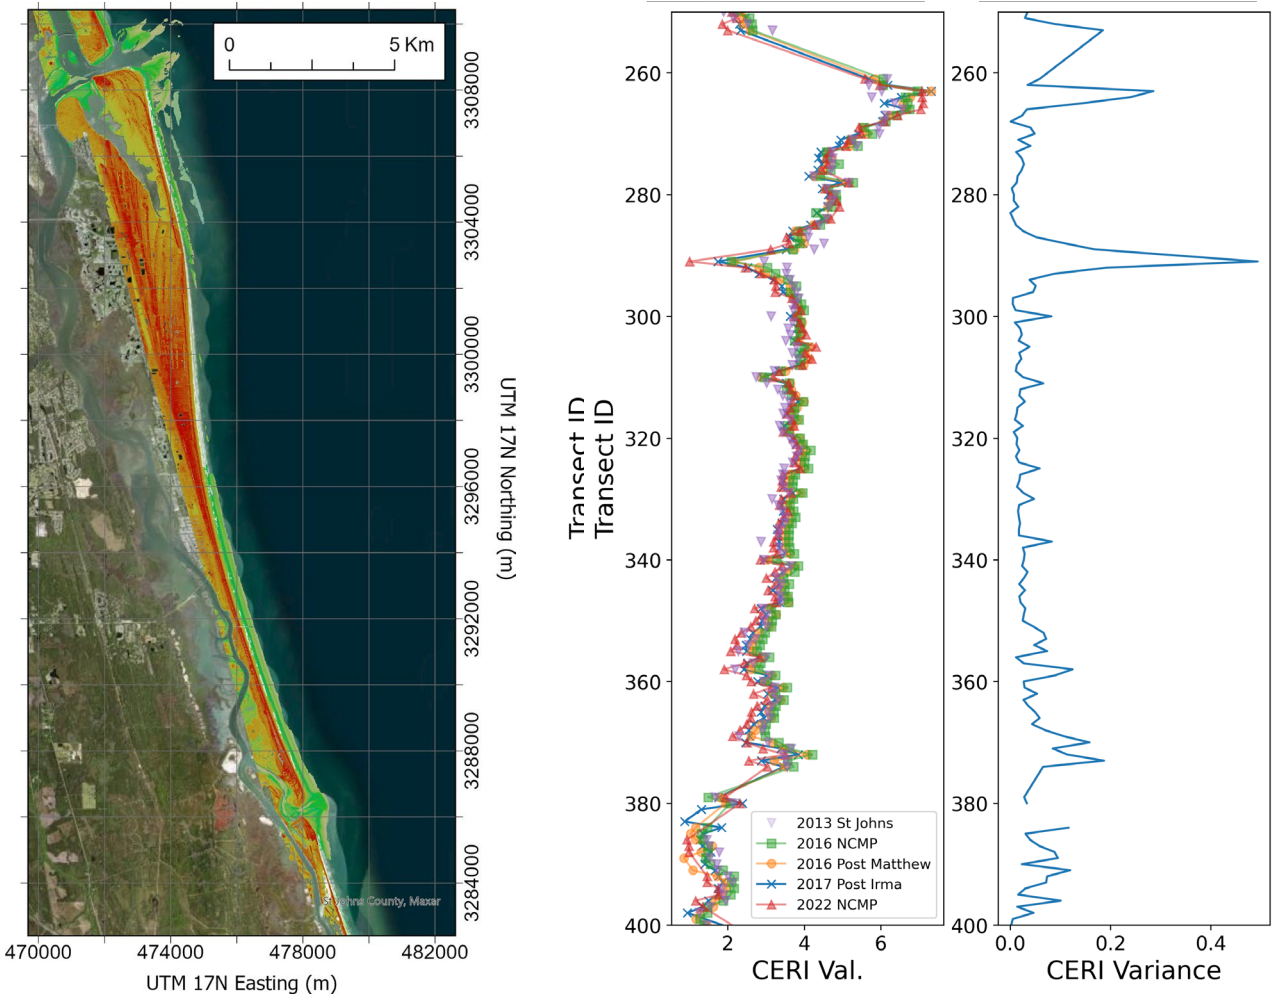 0 5 Km
3308000
3304000
3300000
3296000
3292000
3288000
3284000
UTM 17N Northing (m)
St Johns County, Maxar
470000 474000 478000 482000
UTM 17N Easting (m)
Transect ID
Transect ID
260
280
300
320
340
360
380
400
2013 St Johns
2016 NCMP
2016 Post Matthew
2017 Post Irma
2022 NCMP
2 4 6
CERI Val.
260
280
300
320
340
360
380
400
0.0 0.2 0.4
CERI Variance